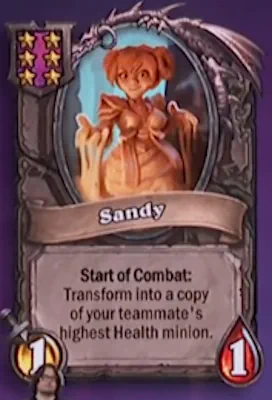 Sandy
Start of Combat:
Transform into a copy
of your teammate's
highest Health minion.
1
1